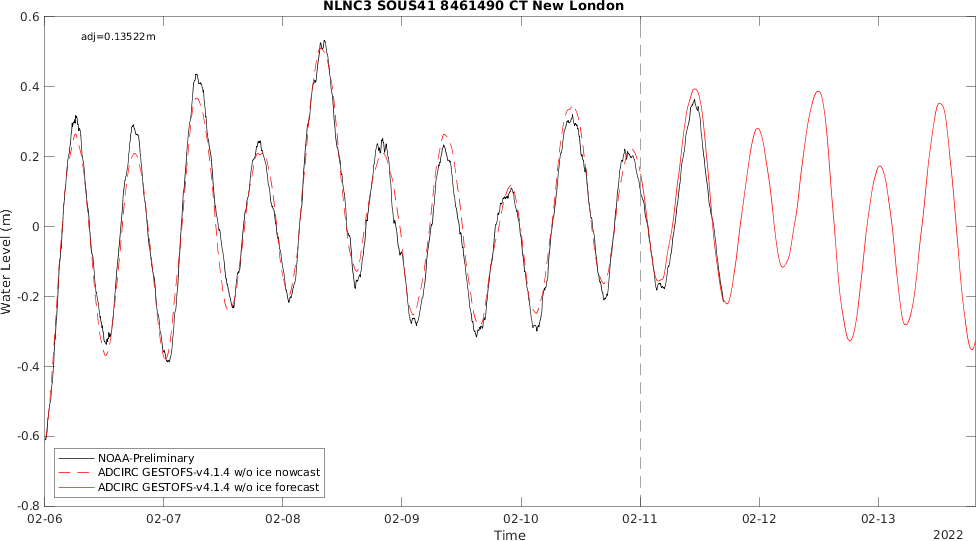 NLNC3 SOUS41 8461490 CT New London
adj=0.13522m
0.6
0.4
0.2
0
-0.2
-0.4
-0.6
-0.8
Water Level (m)
NOAA-Preliminary
ADCIRC GESTOFS-v4.1.4 w/o ice nowcast
ADCIRC GESTOFS-v4.1.4 w/o ice forecast
02-06 02-07 02-08 02-09 02-10 02-11 02-12 02-13
Time
2022